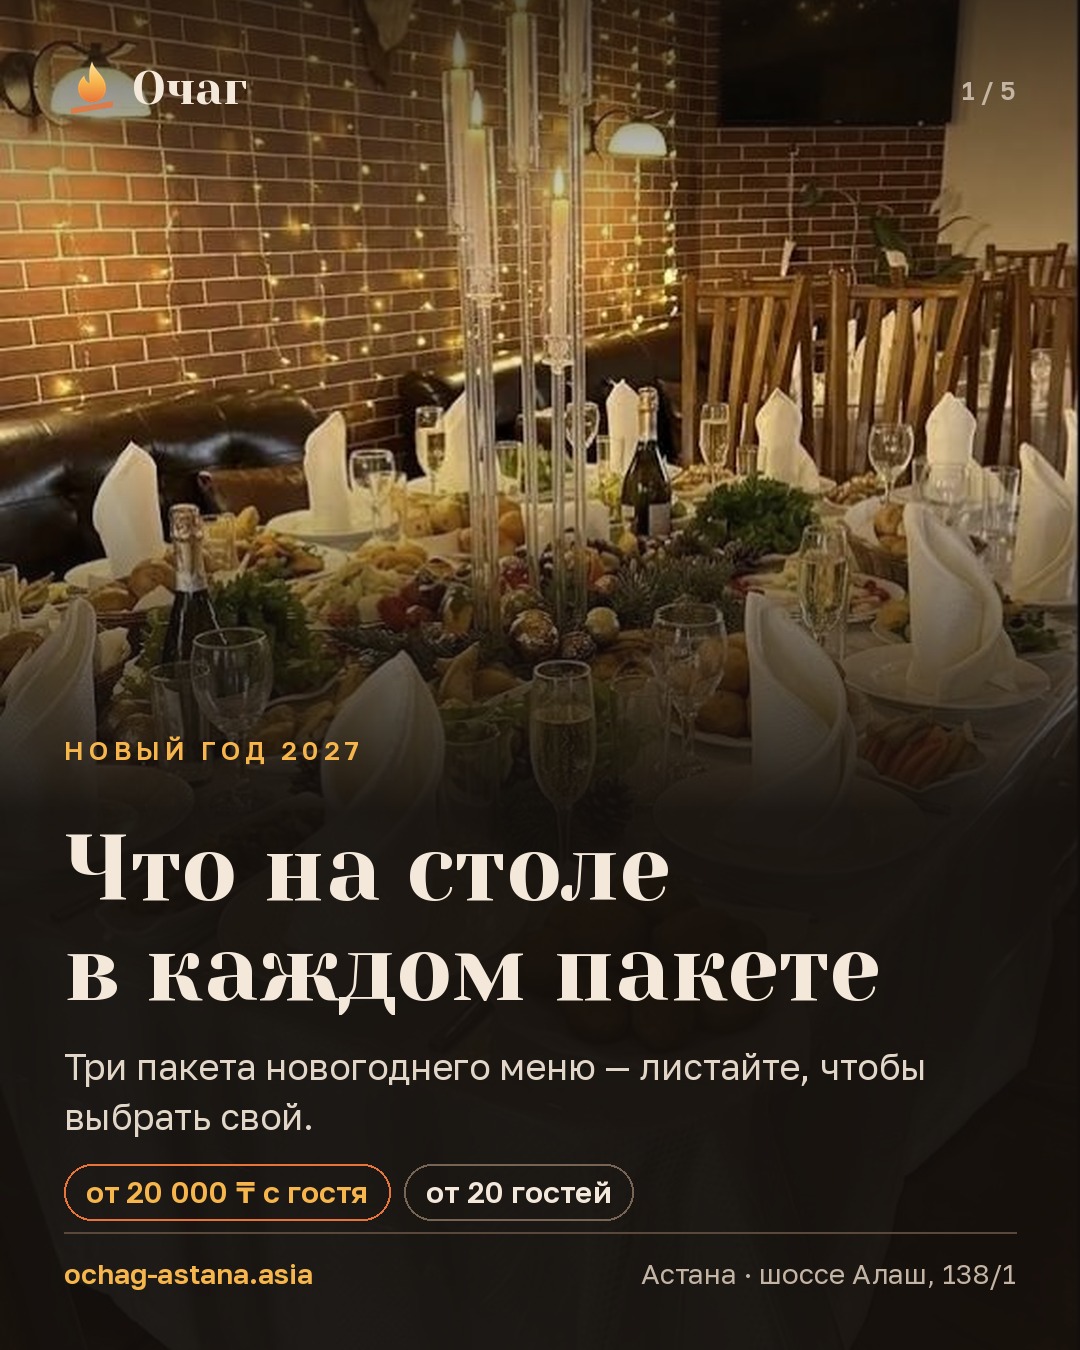 Очаг
1 / 5
НОВЫЙ ГОД 2027
Что на столе
в каждом пакете
Три пакета новогоднего меню — листайте, чтобы
выбрать свой.
от 20 000 ₸ с гостя
от 20 гостей
ochag-astana.asia
Астана · шоссе Алаш, 138/1